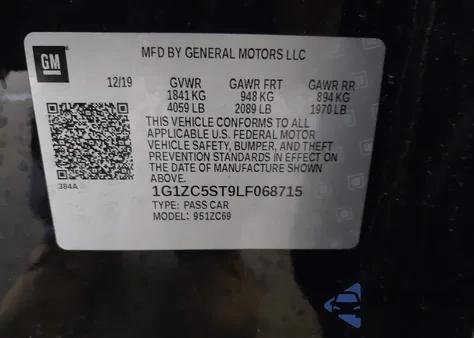 GM
MFD BY GENERAL MOTORS LLC
12/19 GVWR GAWR FRT GAWR RR
1841 KG 948 KG 894 KG
4059 LB 2089 LB 1970 LB
THIS VEHICLE CONFORMS TO ALL
APPLICABLE U.S. FEDERAL MOTOR
VEHICLE SAFETY, BUMPER, AND THEFT
PREVENTION STANDARDS IN EFFECT ON
THE DATE OF MANUFACTURE SHOWN
ABOVE.
384A
1G1ZC5ST9LF068715
TYPE: PASS CAR
MODEL: 951ZC69